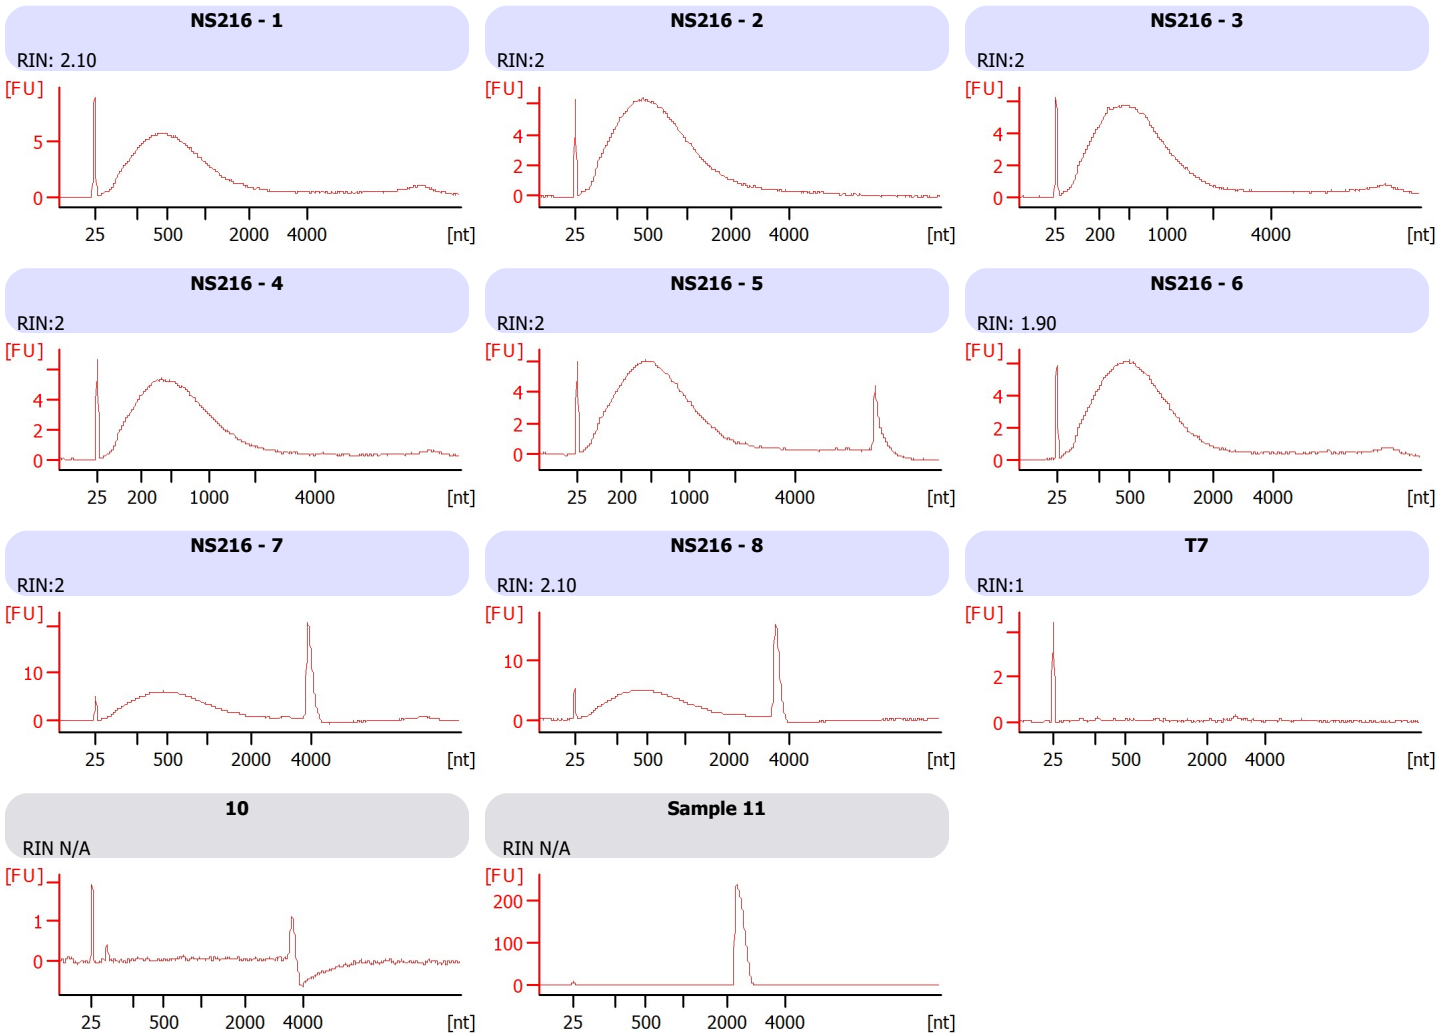 NS216 - 1
RIN: 2.10
[FU]
5
0
25 500 2000 4000 [nt]
NS216 - 2
RIN:2
[FU]
4
2
0
25 500 2000 4000 [nt]
NS216 - 3
RIN:2
[FU]
4
2
0
25 200 1000 4000 [nt]
NS216 - 4
RIN:2
[FU]
4
2
0
25 200 1000 4000 [nt]
NS216 - 5
RIN:2
[FU]
4
2
0
25 200 1000 4000 [nt]
NS216 - 6
RIN: 1.90
[FU]
4
2
0
25 500 2000 4000 [nt]
NS216 - 7
RIN:2
[FU]
10
0
25 500 2000 4000 [nt]
NS216 - 8
RIN: 2.10
[FU]
10
0
25 500 2000 4000 [nt]
T7
RIN:1
[FU]
2
0
25 500 2000 4000 [nt]
10
RIN N/A
[FU]
1
0
25 500 2000 4000 [nt]
Sample 11
RIN N/A
[FU]
200
100
0
25 500 2000 4000 [nt]